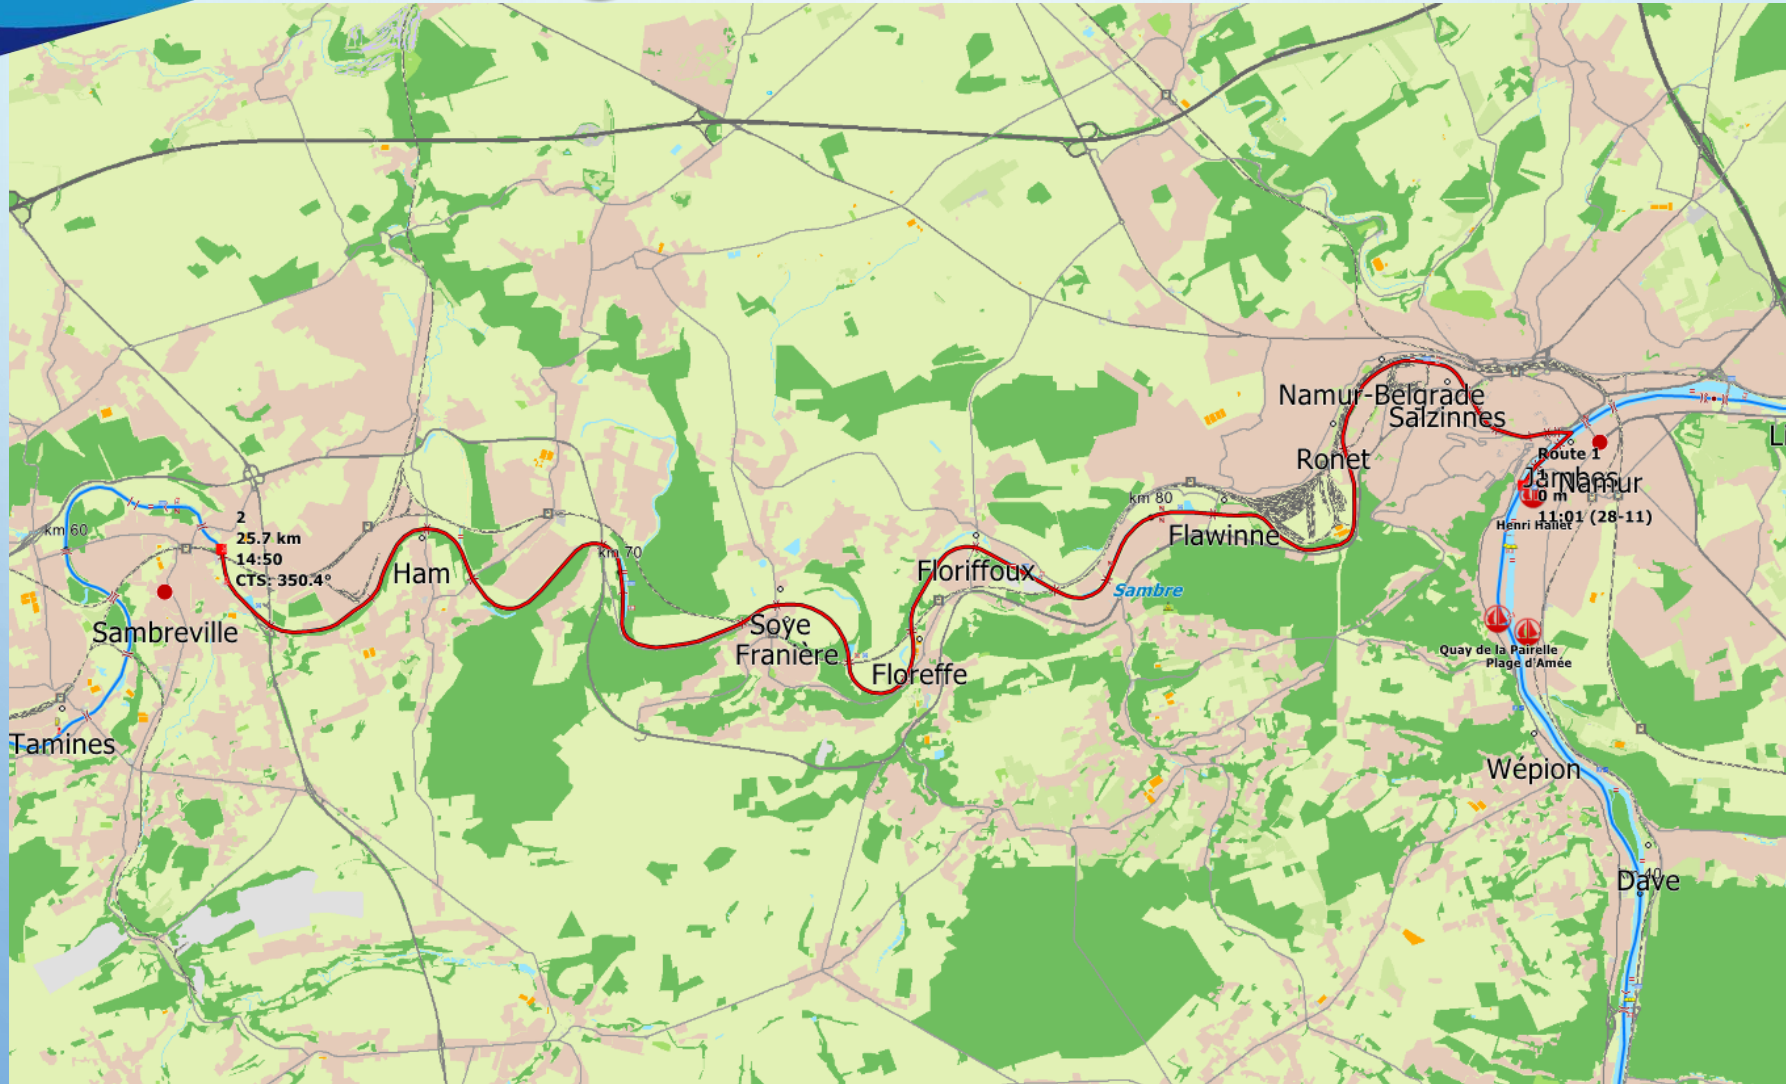 Namur-Belgrade
Salzinnes
Li
Route 1
Ronet
Jambes
1
Namur
0 m
km 80
11:01 (28-11)
2
km 60
Henri Hallet
25.7 km
Flawinne
km 70
14:50
Ham
Floriffoux
CTS: 350.4°
Sambre
Sambreville
Soye
Quay de la Pairelle
Franière
Plage d'Amée
Floreffe
Tamines
Wépion
Dave